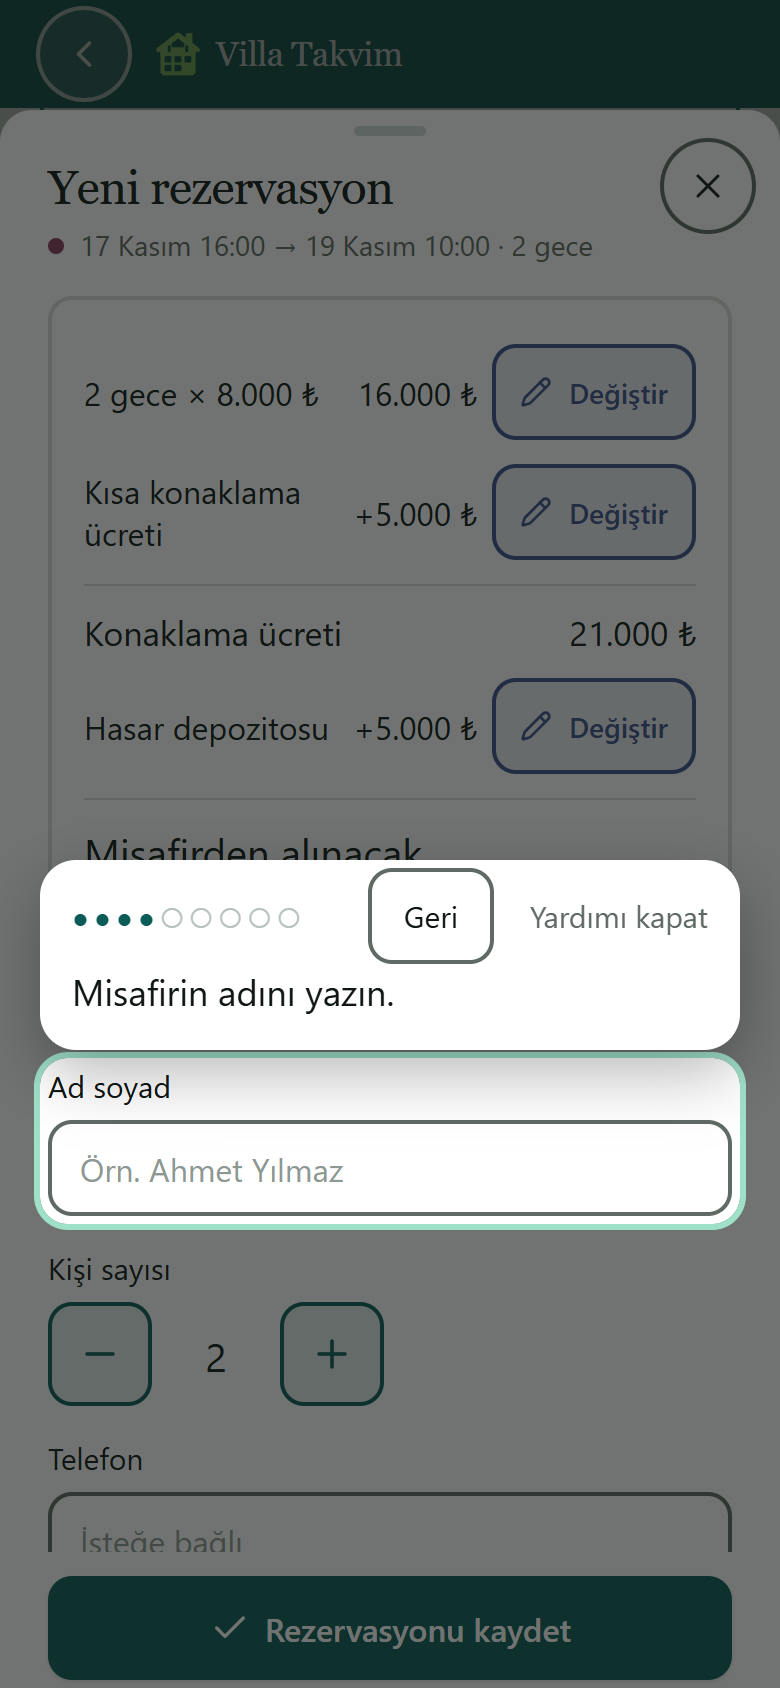 Villa Takvim
Yeni rezervasyon
17 Kasım 16:00 → 19 Kasım 10:00 · 2 gece
2 gece × 8.000 ₺ 16.000 ₺ Değiştir
Kısa konaklama
ücreti
+5.000 ₺ Değiştir
Konaklama ücreti 21.000 ₺
Hasar depozitosu +5.000 ₺ Değiştir
Misafirden alınacak
Geri Yardımı kapat
Misafirin adını yazın.
Ad soyad
Örn. Ahmet Yılmaz
Kişi sayısı
2
Telefon
İsteğe bağlı
Rezervasyonu kaydet